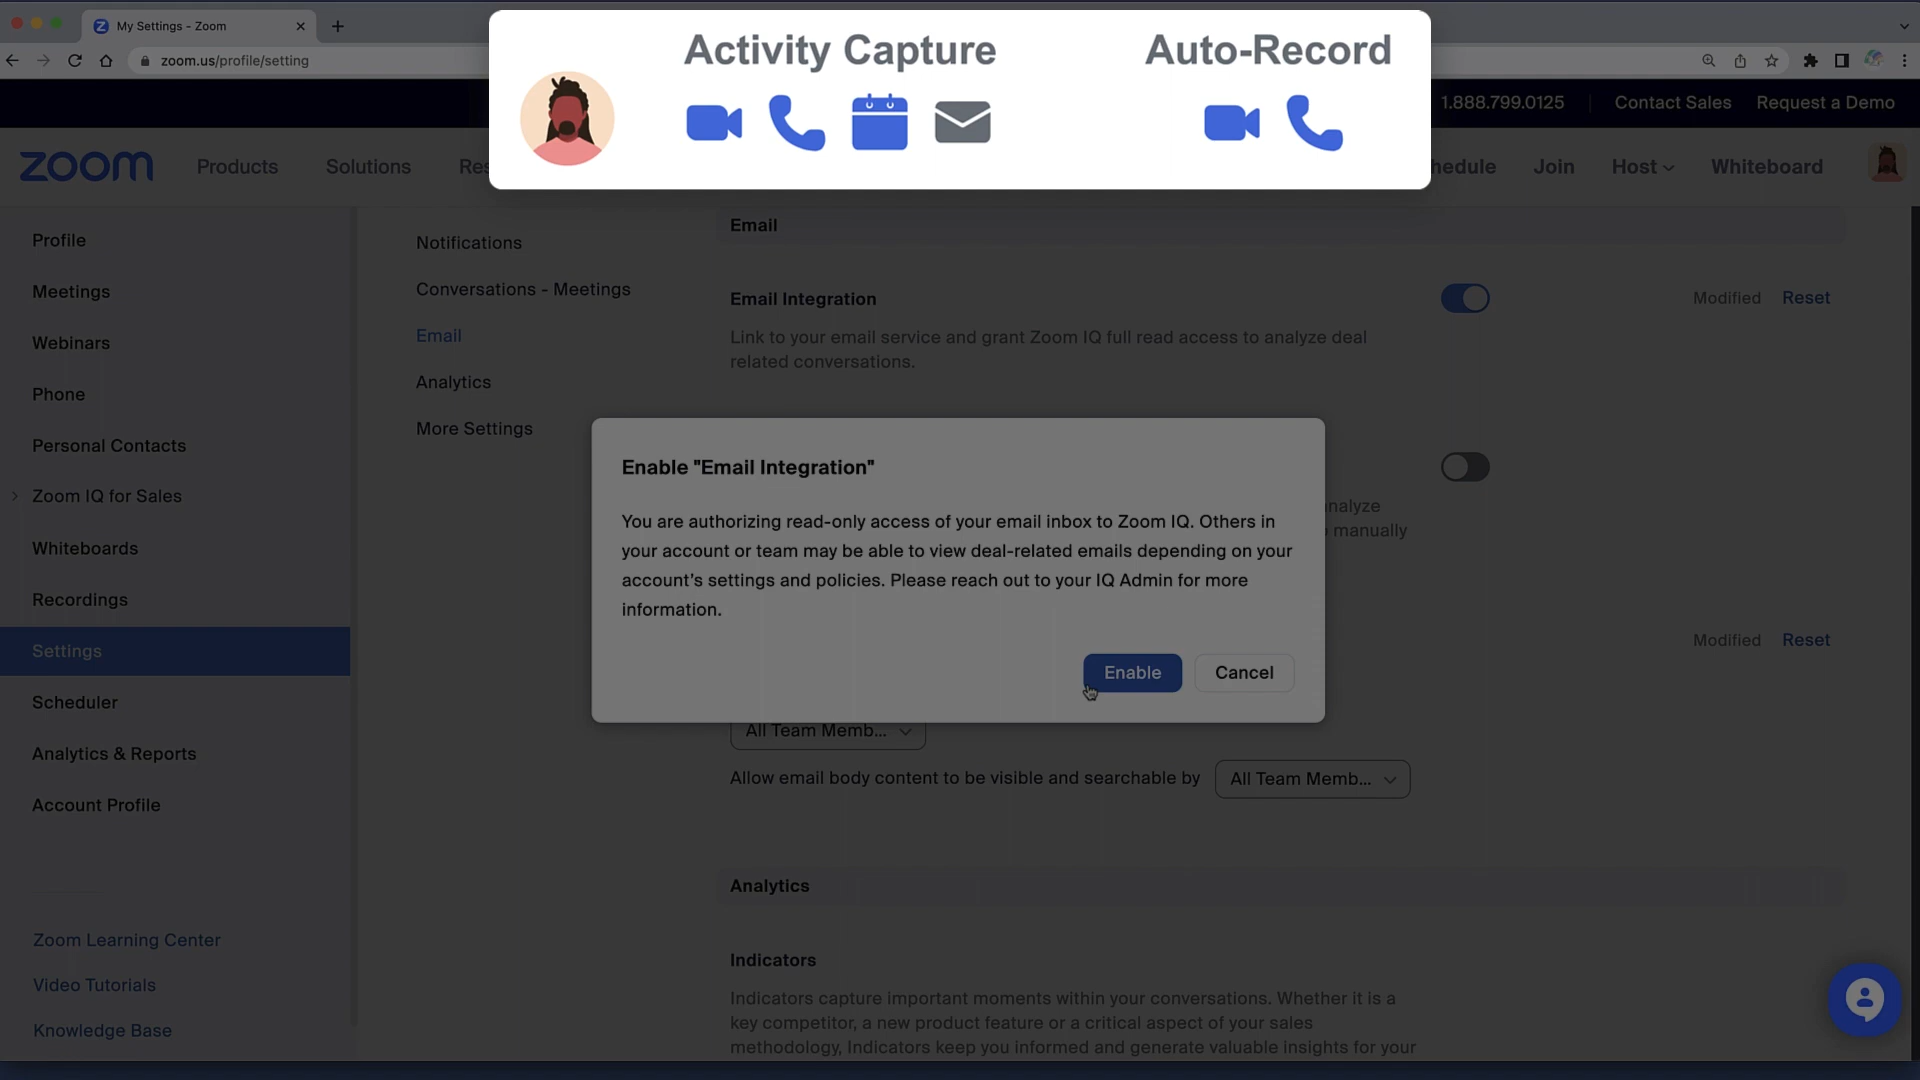 My Settings - Zoom
zoom.us/profile/setting
Activity Capture
Auto-Record
1.888.799.0125
Contact Sales
Request a Demo
zoom
Products
Solutions
Res
hedule
Join
Host
Whiteboard
Profile
Meetings
Webinars
Phone
Personal Contacts
Zoom IQ for Sales
Whiteboards
Recordings
Settings
Scheduler
Analytics & Reports
Account Profile
Zoom Learning Center
Video Tutorials
Knowledge Base
Notifications
Conversations - Meetings
Email
Analytics
More Settings
Email
Email Integration
Modified
Reset
Link to your email service and grant Zoom IQ full read access to analyze deal
related conversations.
Enable "Email Integration"
You are authorizing read-only access of your email inbox to Zoom IQ. Others in
your account or team may be able to view deal-related emails depending on your
account's settings and policies. Please reach out to your IQ Admin for more
information.
Enable
Cancel
nalyze
manually
Modified
Reset
All Team Memb...
Allow email body content to be visible and searchable by
All Team Memb...
Analytics
Indicators
Indicators capture important moments within your conversations. Whether it is a
key competitor, a new product feature or a critical aspect of your sales
methodology, Indicators keep you informed and generate valuable insights for your